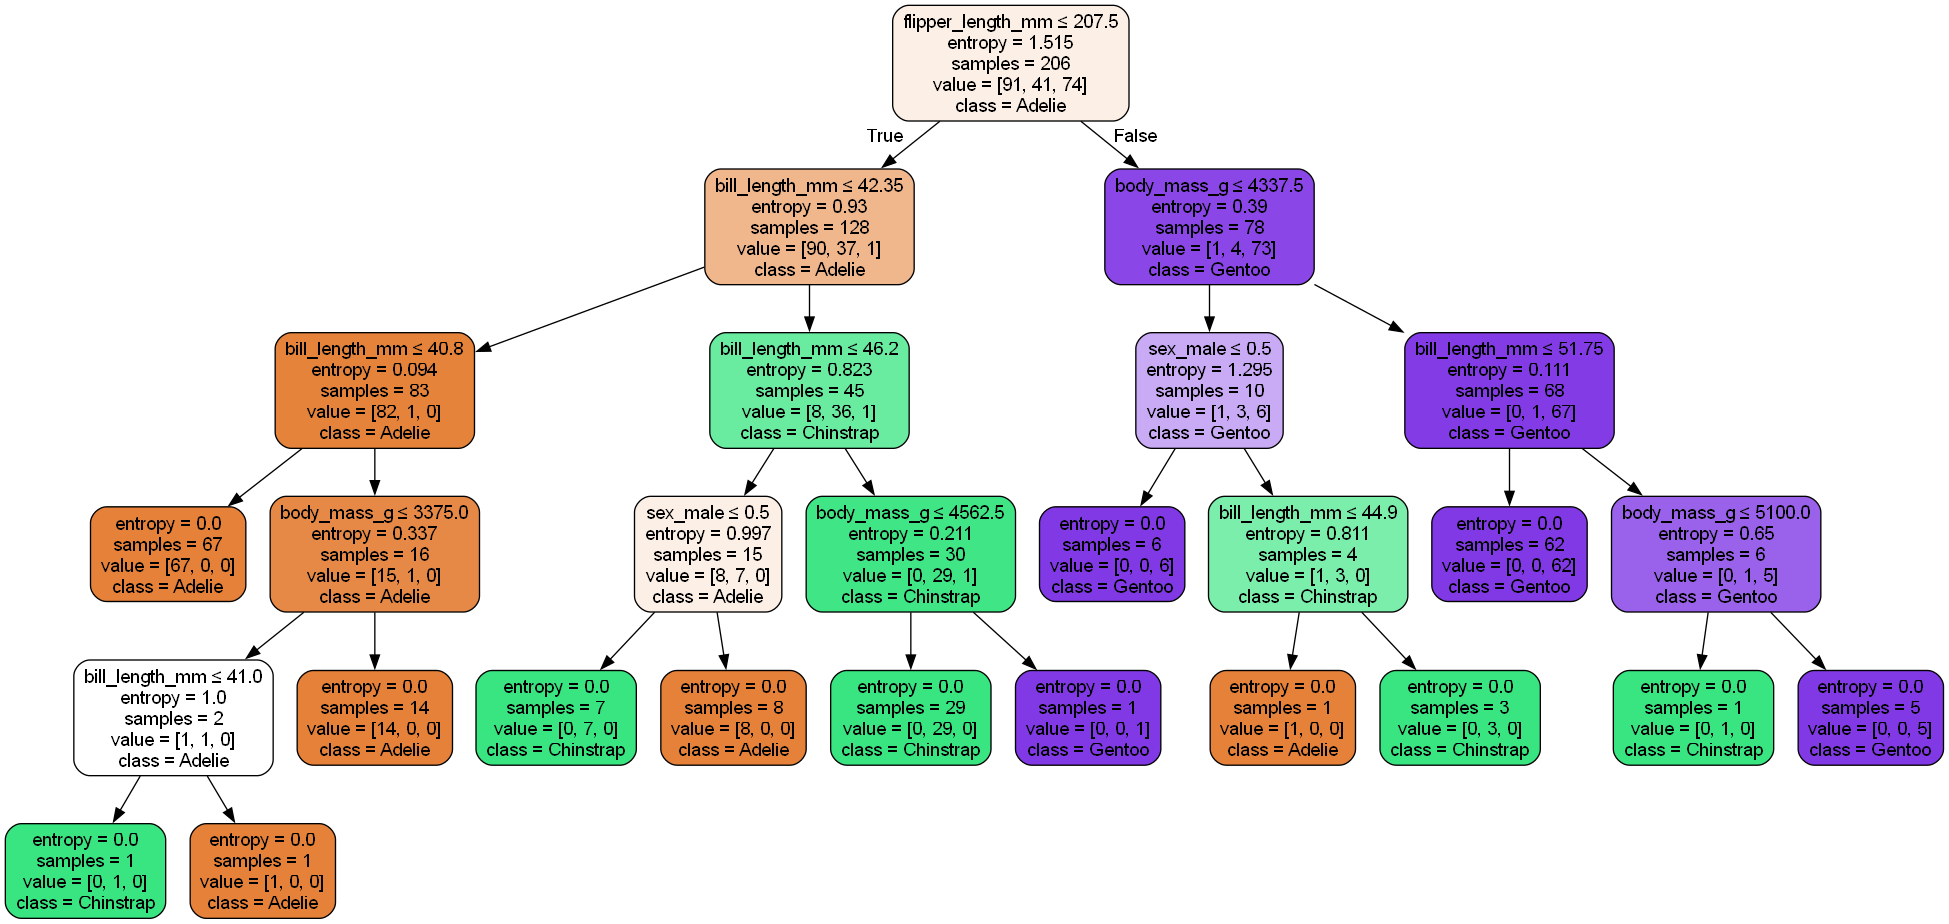 flipper_length_mm ≤ 207.5
entropy = 1.515
samples = 206
value = [91, 41, 74]
class = Adelie
True
False
bill_length_mm ≤ 42.35
entropy = 0.93
samples = 128
value = [90, 37, 1]
class = Adelie
body_mass_g ≤ 4337.5
entropy = 0.39
samples = 78
value = [1, 4, 73]
class = Gentoo
bill_length_mm ≤ 40.8
entropy = 0.094
samples = 83
value = [82, 1, 0]
class = Adelie
bill_length_mm ≤ 46.2
entropy = 0.823
samples = 45
value = [8, 36, 1]
class = Chinstrap
sex_male ≤ 0.5
entropy = 1.295
samples = 10
value = [1, 3, 6]
class = Gentoo
bill_length_mm ≤ 51.75
entropy = 0.111
samples = 68
value = [0, 1, 67]
class = Gentoo
entropy = 0.0
samples = 67
value = [67, 0, 0]
class = Adelie
body_mass_g ≤ 3375.0
entropy = 0.337
samples = 16
value = [15, 1, 0]
class = Adelie
sex_male ≤ 0.5
entropy = 0.997
samples = 15
value = [8, 7, 0]
class = Adelie
body_mass_g ≤ 4562.5
entropy = 0.211
samples = 30
value = [0, 29, 1]
class = Chinstrap
entropy = 0.0
samples = 6
value = [0, 0, 6]
class = Gentoo
bill_length_mm ≤ 44.9
entropy = 0.811
samples = 4
value = [1, 3, 0]
class = Chinstrap
entropy = 0.0
samples = 62
value = [0, 0, 62]
class = Gentoo
body_mass_g ≤ 5100.0
entropy = 0.65
samples = 6
value = [0, 1, 5]
class = Gentoo
bill_length_mm ≤ 41.0
entropy = 1.0
samples = 2
value = [1, 1, 0]
class = Adelie
entropy = 0.0
samples = 14
value = [14, 0, 0]
class = Adelie
entropy = 0.0
samples = 7
value = [0, 7, 0]
class = Chinstrap
entropy = 0.0
samples = 8
value = [8, 0, 0]
class = Adelie
entropy = 0.0
samples = 29
value = [0, 29, 0]
class = Chinstrap
entropy = 0.0
samples = 1
value = [0, 0, 1]
class = Gentoo
entropy = 0.0
samples = 1
value = [1, 0, 0]
class = Adelie
entropy = 0.0
samples = 3
value = [0, 3, 0]
class = Chinstrap
entropy = 0.0
samples = 1
value = [0, 1, 0]
class = Chinstrap
entropy = 0.0
samples = 5
value = [0, 0, 5]
class = Gentoo
entropy = 0.0
samples = 1
value = [0, 1, 0]
class = Chinstrap
entropy = 0.0
samples = 1
value = [1, 0, 0]
class = Adelie